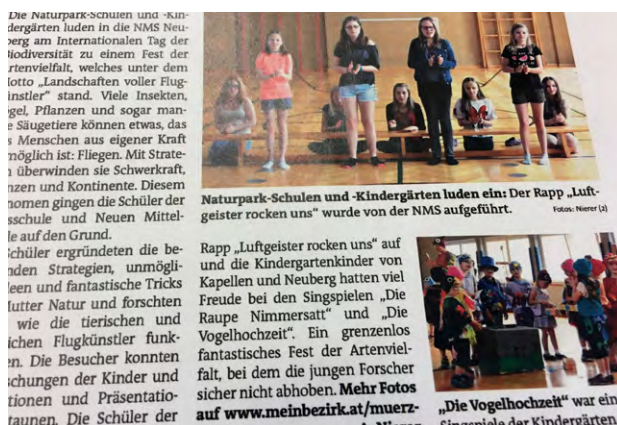 Die Naturpark-Schulen und -Kin-
dergärten luden in die NMS Neu-
berg am Internationalen Tag der
Biodiversität zu einem Fest der
Artenvielfalt, welches unter dem
Motto „Landschaften voller Flug-
künstler“ stand. Viele Insekten,
gel, Pflanzen und sogar man-
e Säugetiere können etwas, das
s Menschen aus eigener Kraft
möglich ist: Fliegen. Mit Strate-
n überwinden sie Schwerkraft,
nzen und Kontinente. Diesem
nomen gingen die Schüler der
sschule und Neuen Mittel-
le auf den Grund.
Schüler ergründeten die be-
nden Strategien, unmögli-
deen und fantastische Tricks
Mutter Natur und forschten
wie die tierischen und
ichen Flugkünstler funk-
en. Die Besucher konnten
schungen der Kinder und
tionen und Präsentatio-
taunen. Die Schüler der
Naturpark-Schulen und -Kindergärten luden ein: Der Rapp „Luft-
geister rocken uns“ wurde von der NMS aufgeführt.
Fotos: Nierer (2)
Rapp „Luftgeister rocken uns“ auf
und die Kindergartenkinder von
Kapellen und Neuberg hatten viel
Freude bei den Singspielen „Die
Raupe Nimmersatt“ und „Die
Vogelhochzeit“. Ein grenzenlos
fantastisches Fest der Artenviel-
falt, bei dem die jungen Forscher
sicher nicht abhoben. Mehr Fotos
auf www.meinbezirk.at/muerz-
„Die Vogelhochzeit“ war ein
Singspiele der Kindergärten